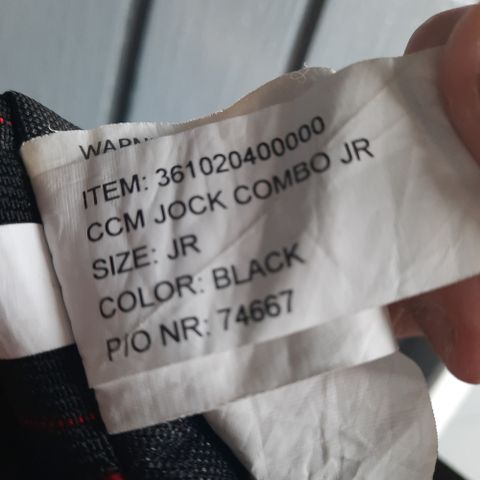 ITEM: 361020400000
CCM JOCK COMBO JR
SIZE: JR
COLOR: BLACK
P/O NR: 74667